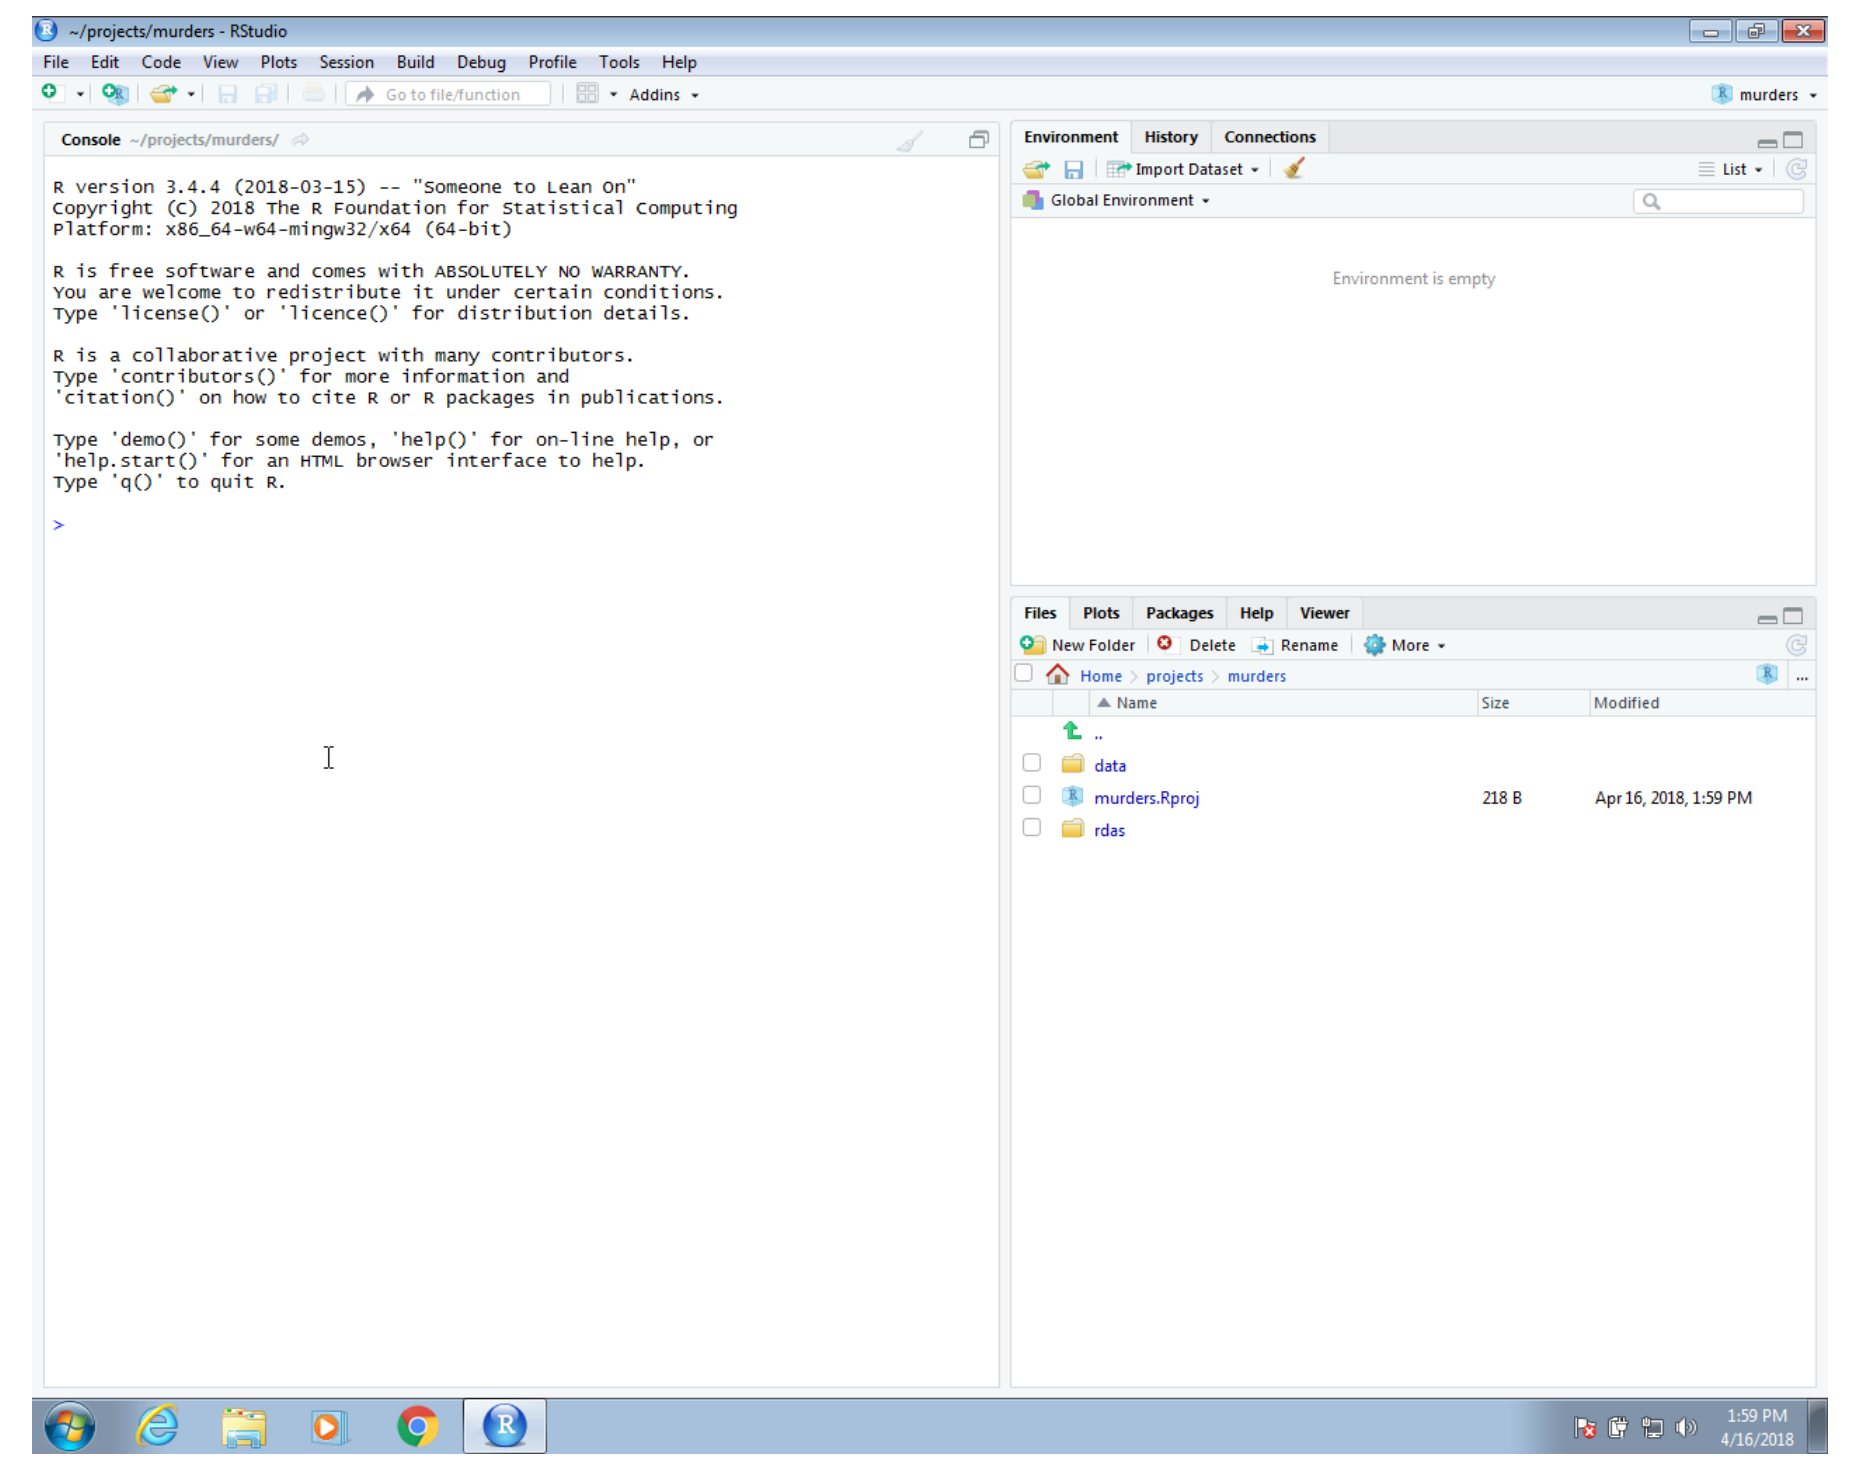 ~/projects/murders - RStudio
File Edit Code View Plots Session Build Debug Profile Tools Help
Go to file/function Addins murders
Console ~/projects/murders/
R version 3.4.4 (2018-03-15) -- "Someone to Lean On"
Copyright (C) 2018 The R Foundation for Statistical Computing
Platform: x86_64-w64-mingw32/x64 (64-bit)
R is free software and comes with ABSOLUTELY NO WARRANTY.
You are welcome to redistribute it under certain conditions.
Type 'license()' or 'licence()' for distribution details.
R is a collaborative project with many contributors.
Type 'contributors()' for more information and
'citation()' on how to cite R or R packages in publications.
Type 'demo()' for some demos, 'help()' for on-line help, or
'help.start()' for an HTML browser interface to help.
Type 'q()' to quit R.
>
Environment History Connections
Import Dataset List
Global Environment
Environment is empty
Files Plots Packages Help Viewer
New Folder Delete Rename More
Home > projects > murders ...
Name Size Modified
..
data
murders.Rproj 218 B Apr 16, 2018, 1:59 PM
rdas
1:59 PM
4/16/2018